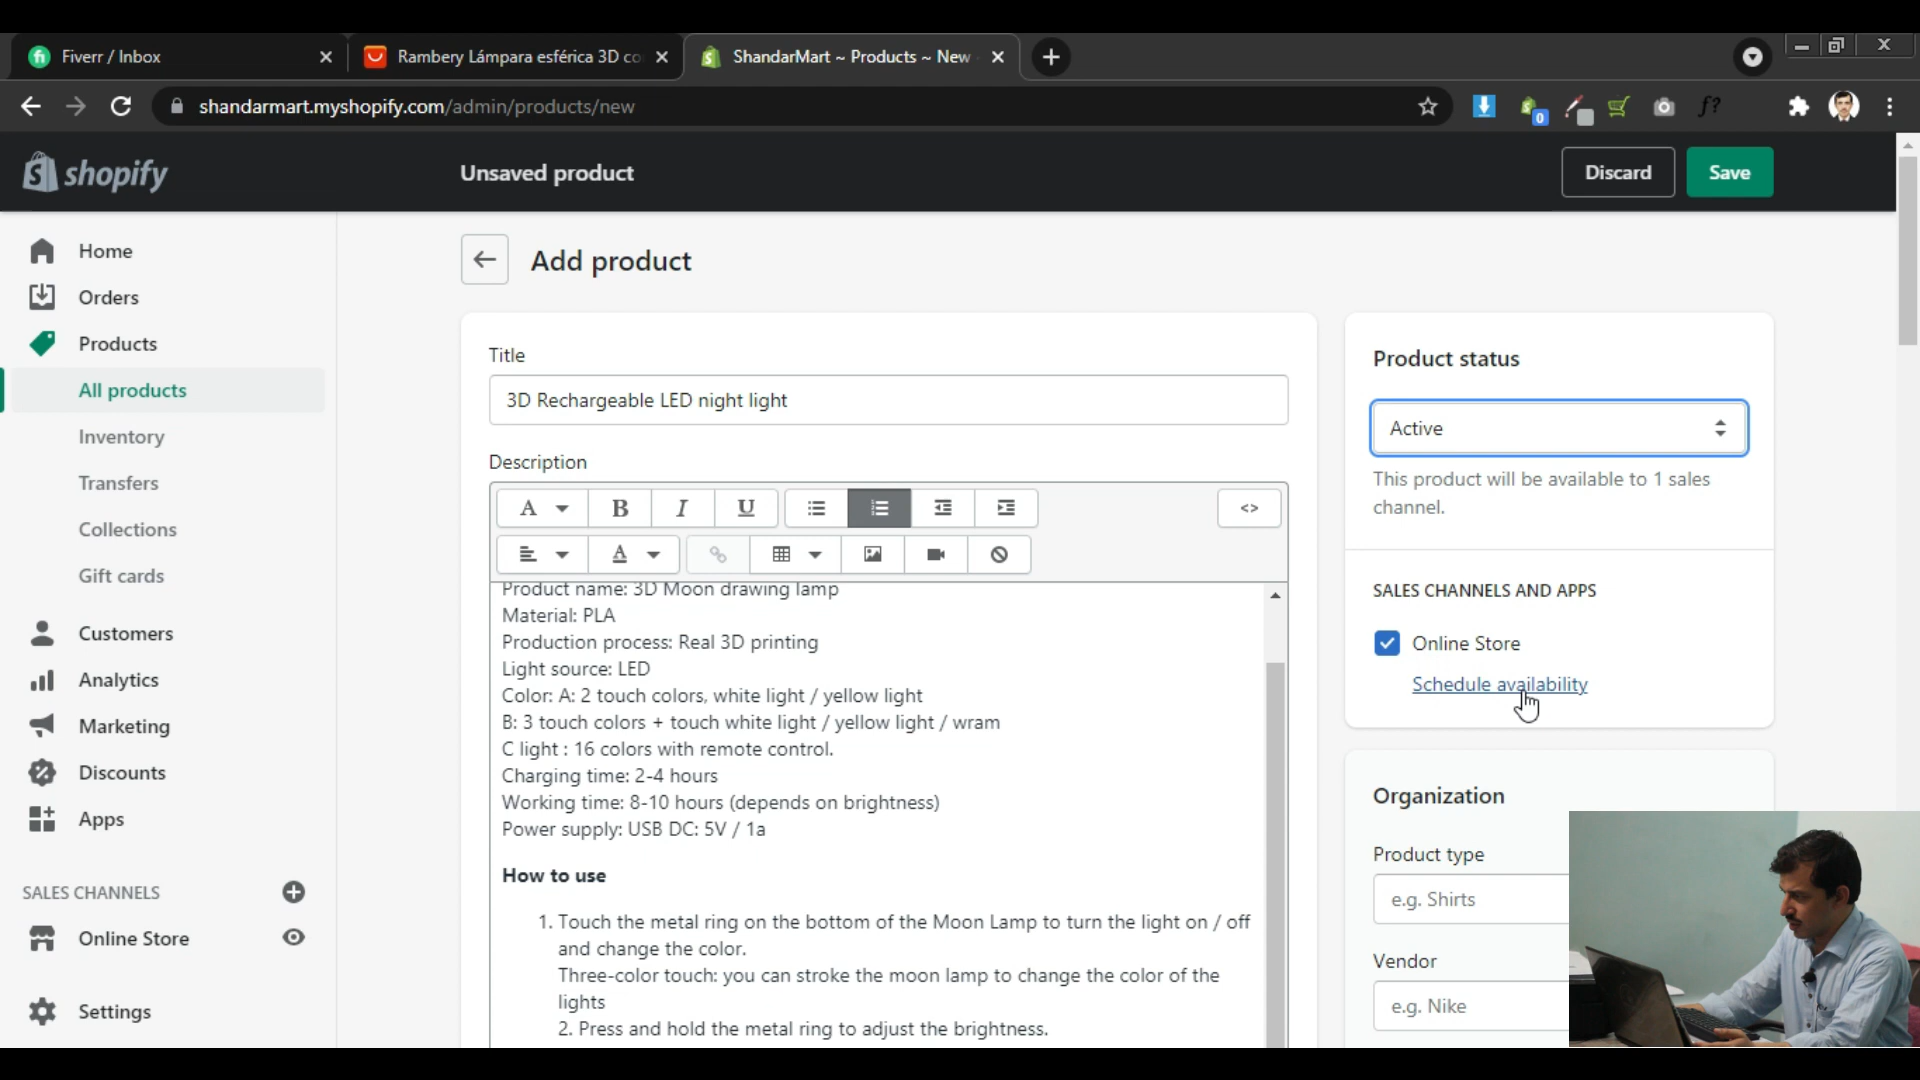 Fiverr / Inbox
Rambery Lámpara esférica 3D co
ShandarMart ~ Products ~ New
shandarmart.myshopify.com/admin/products/new
0
f?
shopify
Unsaved product
Discard
Save
Home
Orders
Products
All products
Inventory
Transfers
Collections
Gift cards
Customers
Analytics
Marketing
Discounts
Apps
SALES CHANNELS
Online Store
Settings
Add product
Title
3D Rechargeable LED night light
Description
A
B
I
U
<>
A
Product name: 3D Moon drawing lamp
Material: PLA
Production process: Real 3D printing
Light source: LED
Color: A: 2 touch colors, white light / yellow light
B: 3 touch colors + touch white light / yellow light / wram
C light : 16 colors with remote control.
Charging time: 2-4 hours
Working time: 8-10 hours (depends on brightness)
Power supply: USB DC: 5V / 1a
How to use
1. Touch the metal ring on the bottom of the Moon Lamp to turn the light on / off
and change the color.
Three-color touch: you can stroke the moon lamp to change the color of the
lights
2. Press and hold the metal ring to adjust the brightness.
Product status
Active
This product will be available to 1 sales
channel.
SALES CHANNELS AND APPS
Online Store
Schedule availability
Organization
Product type
e.g. Shirts
Vendor
e.g. Nike